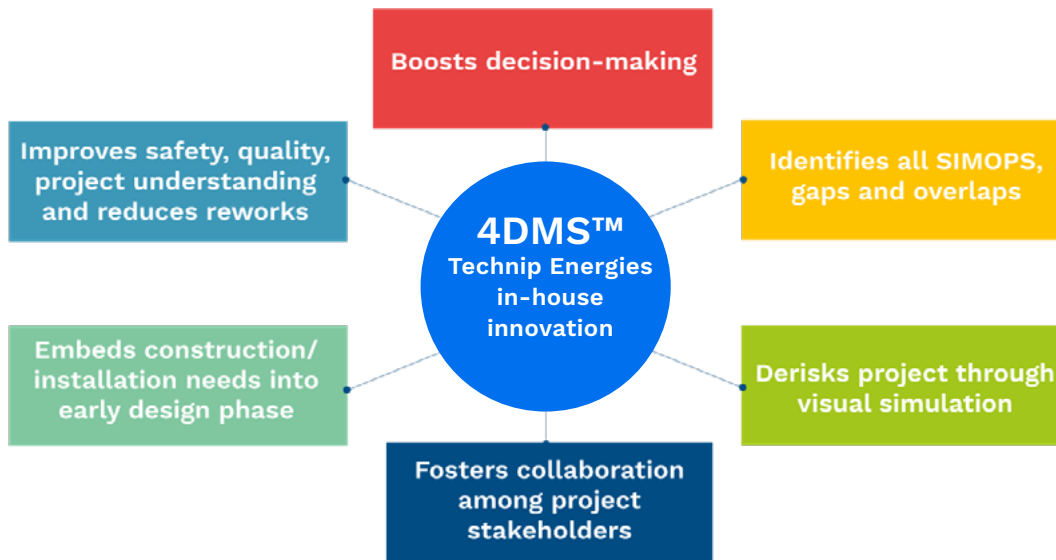 Boosts decision-making
Improves safety, quality,
project understanding
and reduces reworks
Identifies all SIMOPS,
gaps and overlaps
4DMS™
Technip Energies
in-house
innovation
Embeds construction/
installation needs into
early design phase
Derisks project through
visual simulation
Fosters collaboration
among project
stakeholders